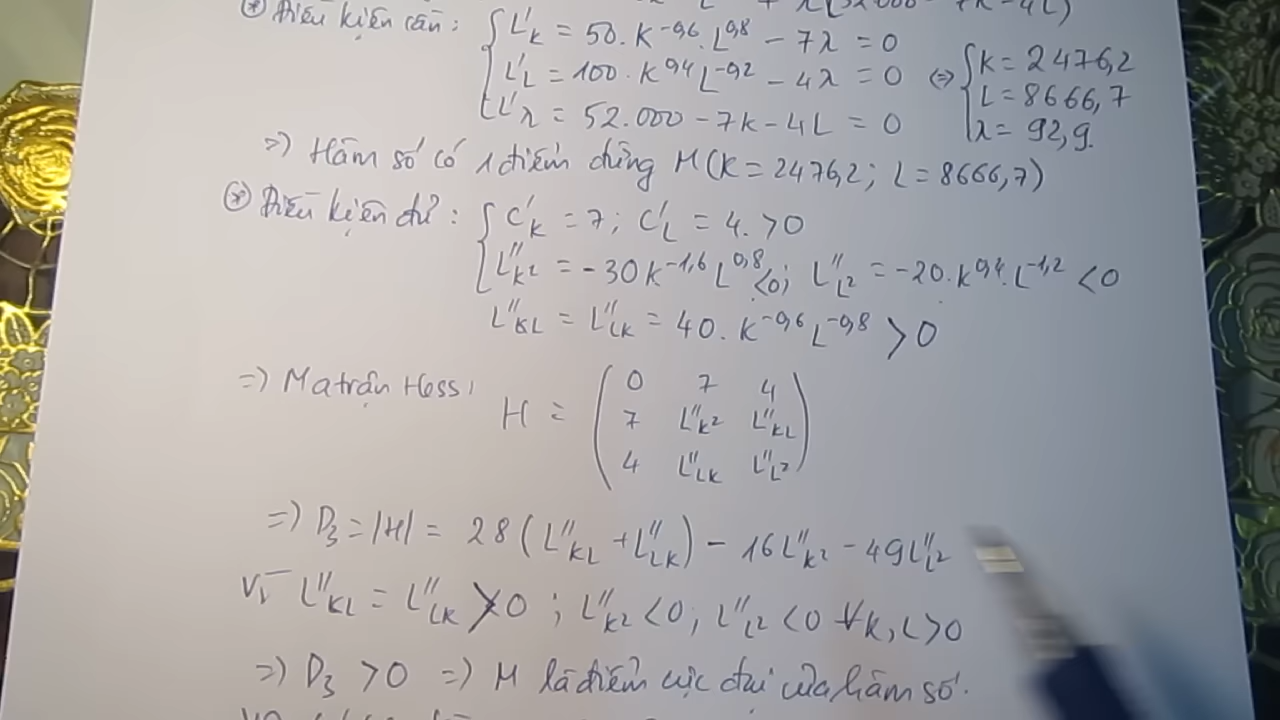 + λ(52.000 - 7K - 4L)
⊛ Điều kiện cần: { L'K = 50.K^-0,6.L^0,8 - 7λ = 0
L'L = 100.K^0,4 L^-0,2 - 4λ = 0 <=> { K = 2476,2
L'λ = 52.000 - 7K - 4L = 0 L = 8666,7
λ = 92,9.
=> Hàm số có 1 điểm dừng M(K = 2476,2; L = 8666,7)
⊛ Điều kiện đủ: { C'K = 7; C'L = 4. > 0
L''K² = -30K^-1,6 L^0,8 <0; L''L² = -20.K^0,4.L^-1,2 < 0
L''KL = L''LK = 40.K^-0,6 L^-0,8 > 0
=> Ma trận Hess: H = ( 0 7 4
7 L''K² L''KL
4 L''LK L''L² )
=> D3 = |H| = 28(L''KL + L''LK) - 16L''K² - 49L''L²
Vì L''KL = L''LK > 0; L''K² < 0; L''L² < 0 ∀K, L > 0
=> D3 > 0 => M là điểm cực đại của hàm số.